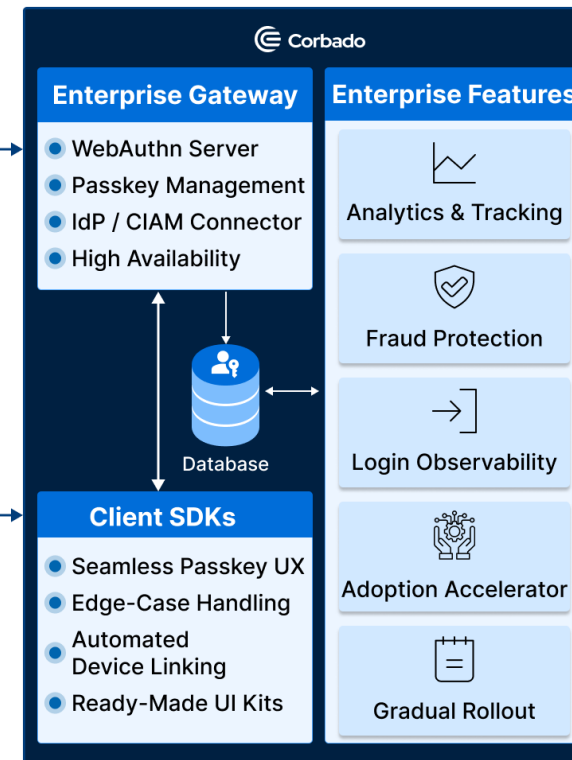 Corbado
Enterprise Gateway
WebAuthn Server
Passkey Management
IdP / CIAM Connector
High Availability
Database
Client SDKs
Seamless Passkey UX
Edge-Case Handling
Automated
Device Linking
Ready-Made UI Kits
Enterprise Features
Analytics & Tracking
Fraud Protection
Login Observability
Adoption Accelerator
Gradual Rollout